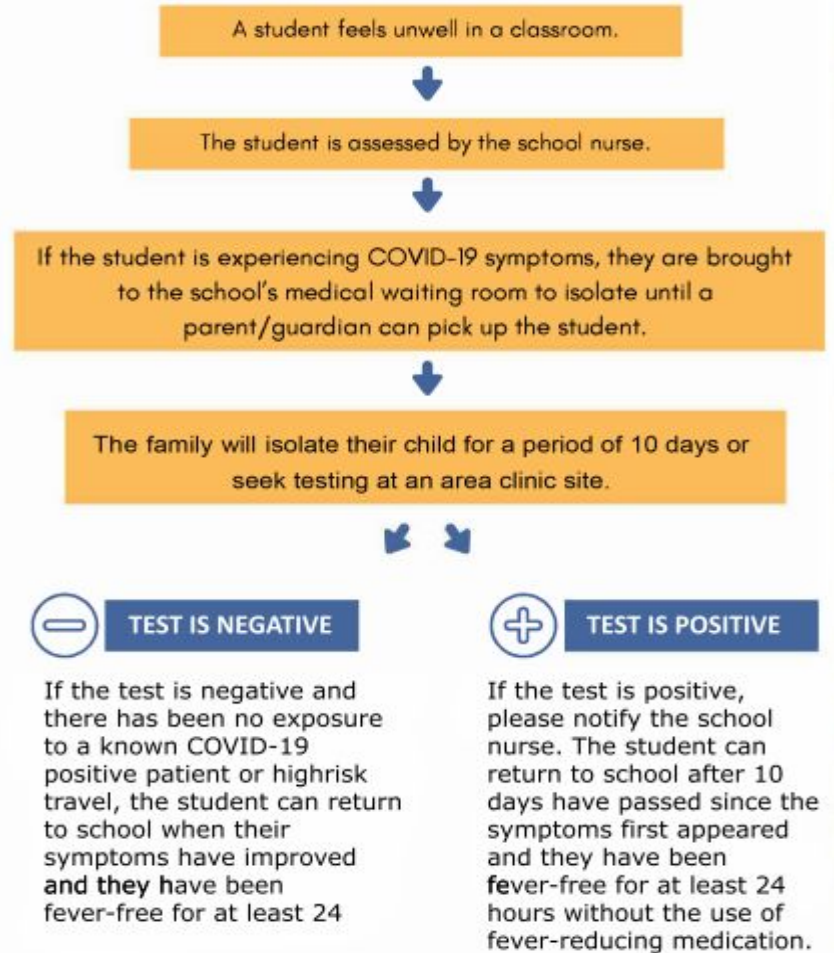 A student feels unwell in a classroom.
The student is assessed by the school nurse.
If the student is experiencing COVID-19 symptoms, they are brought
to the school's medical waiting room to isolate until a
parent/guardian can pick up the student.
The family will isolate their child for a period of 10 days or
seek testing at an area clinic site.
TEST IS NEGATIVE
If the test is negative and
there has been no exposure
to a known COVID-19
positive patient or highrisk
travel, the student can return
to school when their
symptoms have improved
and they have been
fever-free for at least 24
TEST IS POSITIVE
If the test is positive,
please notify the school
nurse. The student can
return to school after 10
days have passed since the
symptoms first appeared
and they have been
fever-free for at least 24
hours without the use of
fever-reducing medication.